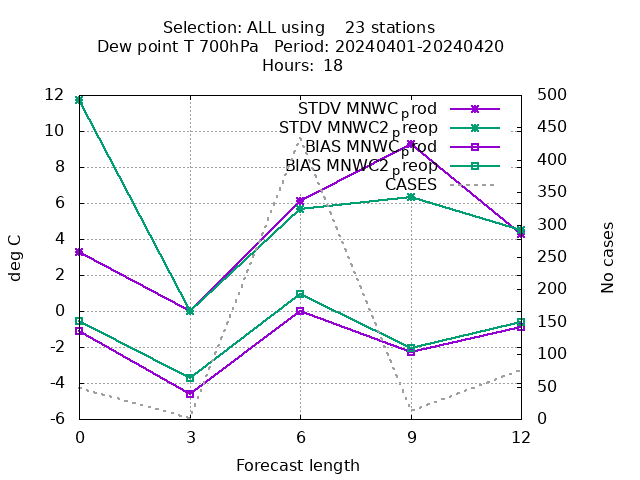 Selection: ALL using    23 stations
Dew point T 700hPa   Period: 20240401-20240420
Hours: 18
STDV MNWC_prod
STDV MNWC2_preop
BIAS MNWC_prod
BIAS MNWC2_preop
CASES
12
10
8
6
4
2
0
-2
-4
-6
deg C
500
450
400
350
300
250
200
150
100
50
0
No cases
0 3 6 9 12
Forecast length